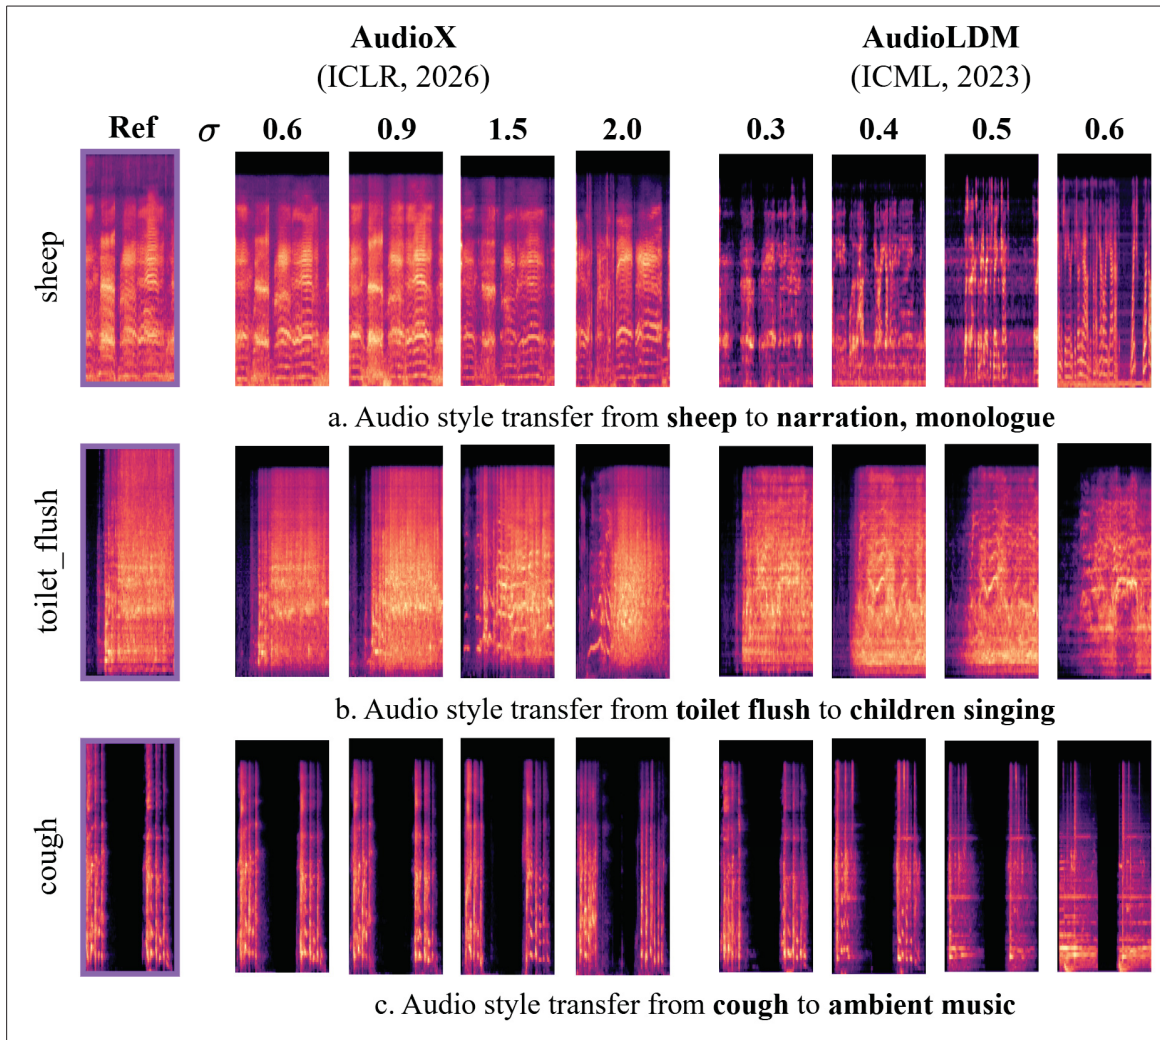 AudioX AudioLDM
(ICLR, 2026) (ICML, 2023)
Ref σ 0.6 0.9 1.5 2.0 0.3 0.4 0.5 0.6
sheep
a. Audio style transfer from sheep to narration, monologue
toilet_flush
b. Audio style transfer from toilet flush to children singing
cough
c. Audio style transfer from cough to ambient music